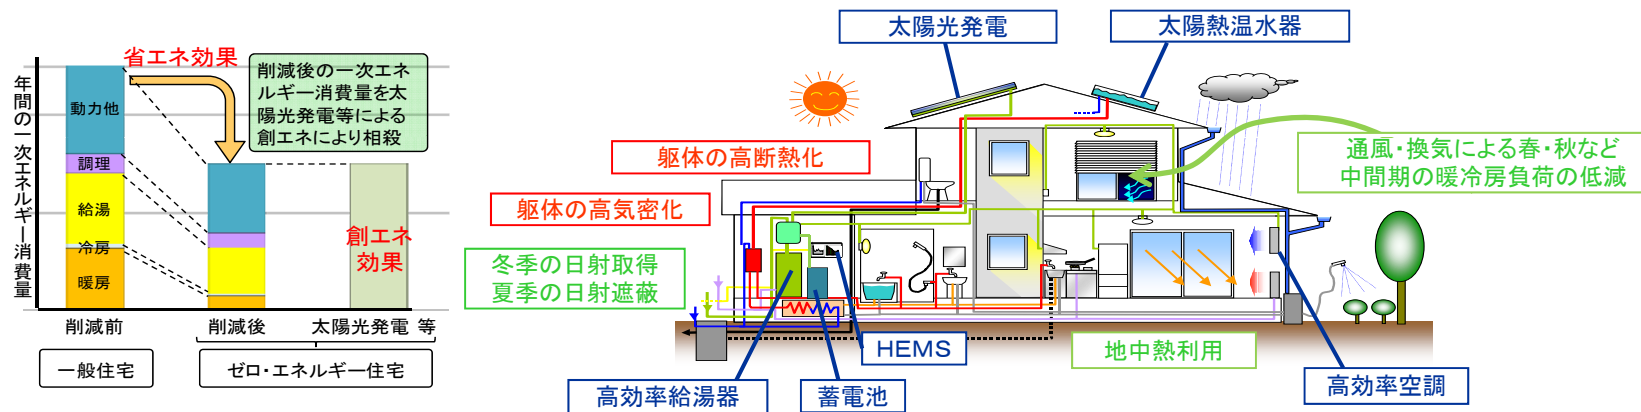 省エネ効果
削減後の一次エネ
ルギー消費量を太
陽光発電等による
創エネにより相殺
年間の一次エネルギー消費量
動力他
調理
給湯
冷房
暖房
創エネ
効果
削減前
削減後
太陽光発電 等
一般住宅
ゼロ・エネルギー住宅
太陽光発電
太陽熱温水器
躯体の高断熱化
躯体の高気密化
冬季の日射取得
夏季の日射遮蔽
通風・換気による春・秋など
中間期の暖冷房負荷の低減
HEMS
地中熱利用
高効率給湯器
蓄電池
高効率空調